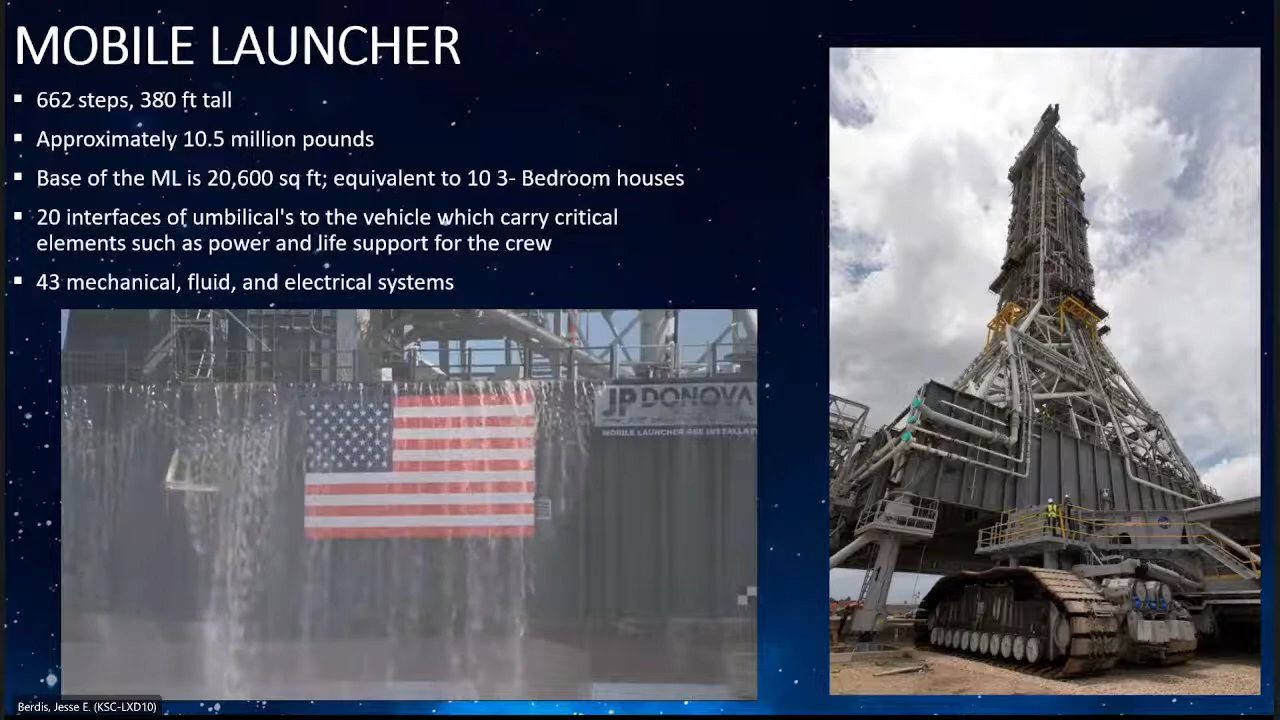 MOBILE LAUNCHER
▪ 662 steps, 380 ft tall
▪ Approximately 10.5 million pounds
▪ Base of the ML is 20,600 sq ft; equivalent to 10 3- Bedroom houses
▪ 20 interfaces of umbilical's to the vehicle which carry critical
elements such as power and life support for the crew
▪ 43 mechanical, fluid, and electrical systems
JP DONOVA
MOBILE LAUNCHER GSE INSTALLA
Berdis, Jesse E. (KSC-LXD10)